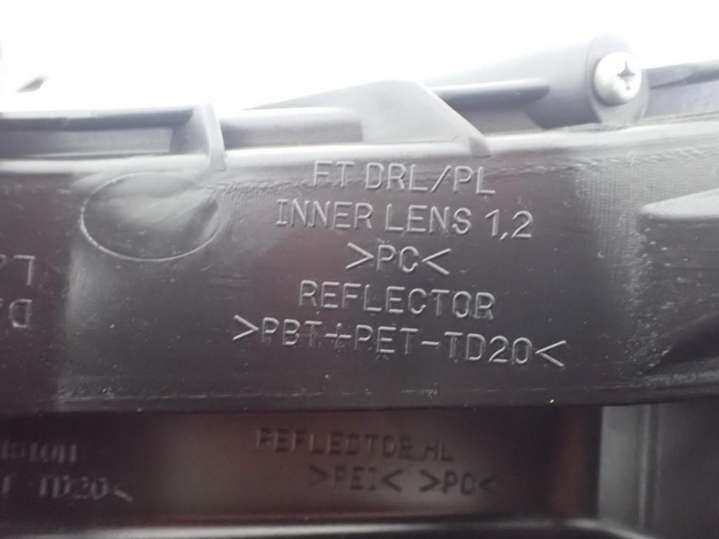 FT DRL/PL
INNER LENS 1,2
>PC<
REFLECTOR
>PBT+PET-TD20<
REFLECTOR HL
>PEI< >PC<
TD20<